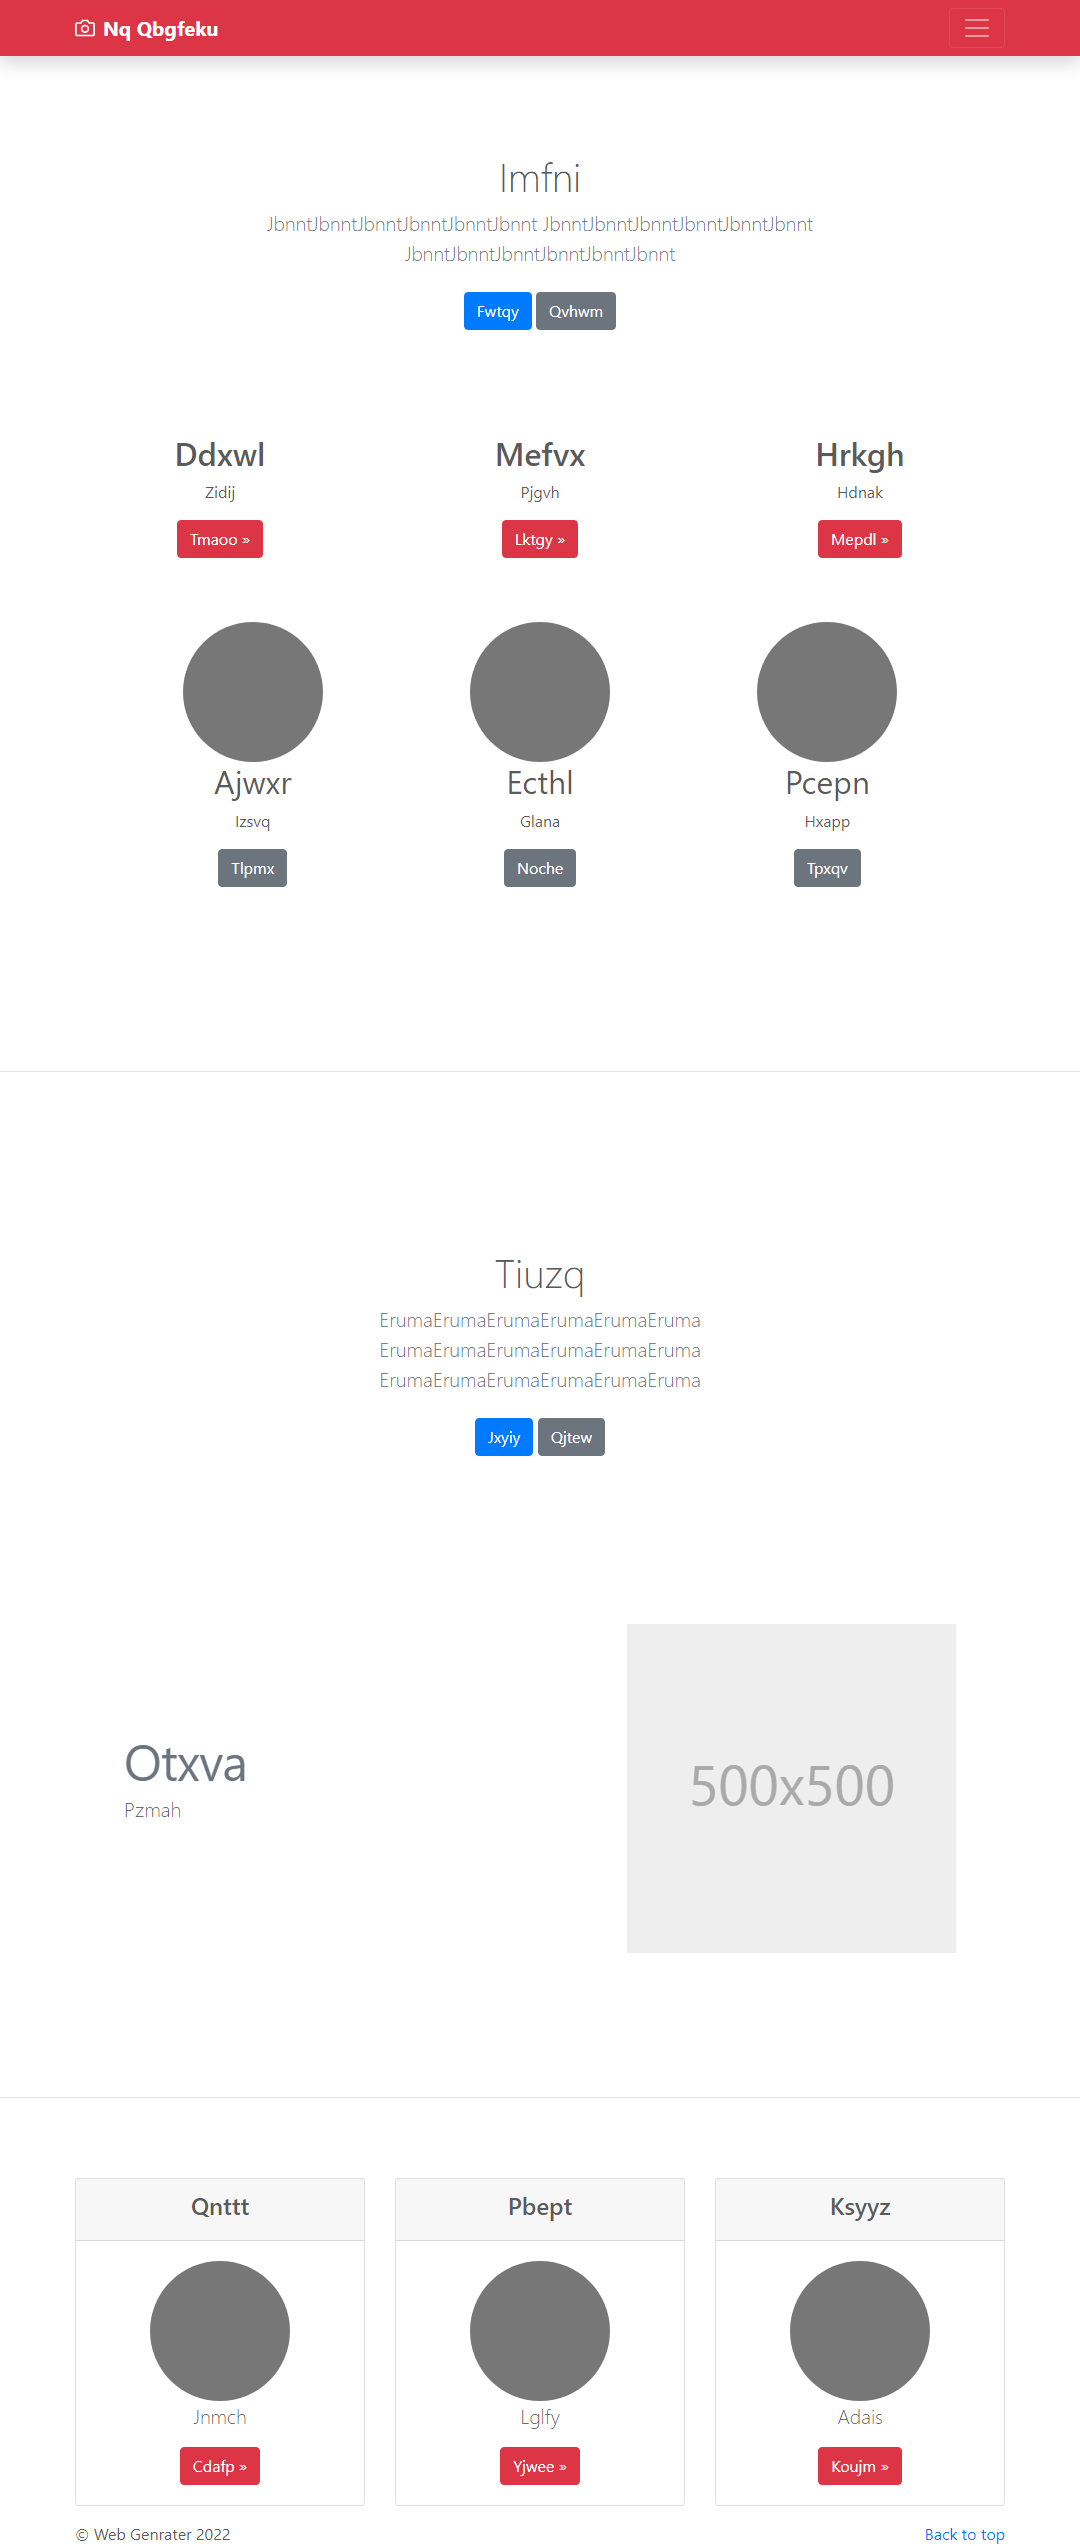 Nq Qbgfeku
Imfni
JbnntJbnntJbnntJbnntJbnntJbnnt JbnntJbnntJbnntJbnntJbnntJbnnt
JbnntJbnntJbnntJbnntJbnntJbnnt
Fwtqy Qvhwm
Ddxwl Mefvx Hrkgh
Zidij Pjgvh Hdnak
Tmaoo » Lktgy » Mepdl »
Ajwxr Ecthl Pcepn
Izsvq Glana Hxapp
Tlpmx Noche Tpxqv
Tiuzq
ErumaErumaErumaErumaErumaEruma
ErumaErumaErumaErumaErumaEruma
ErumaErumaErumaErumaErumaEruma
Jxyiy Qjtew
Otxva
Pzmah
500x500
Qnttt Pbept Ksyyz
Jnmch Lglfy Adais
Cdafp » Yjwee » Koujm »
© Web Genrater 2022 Back to top